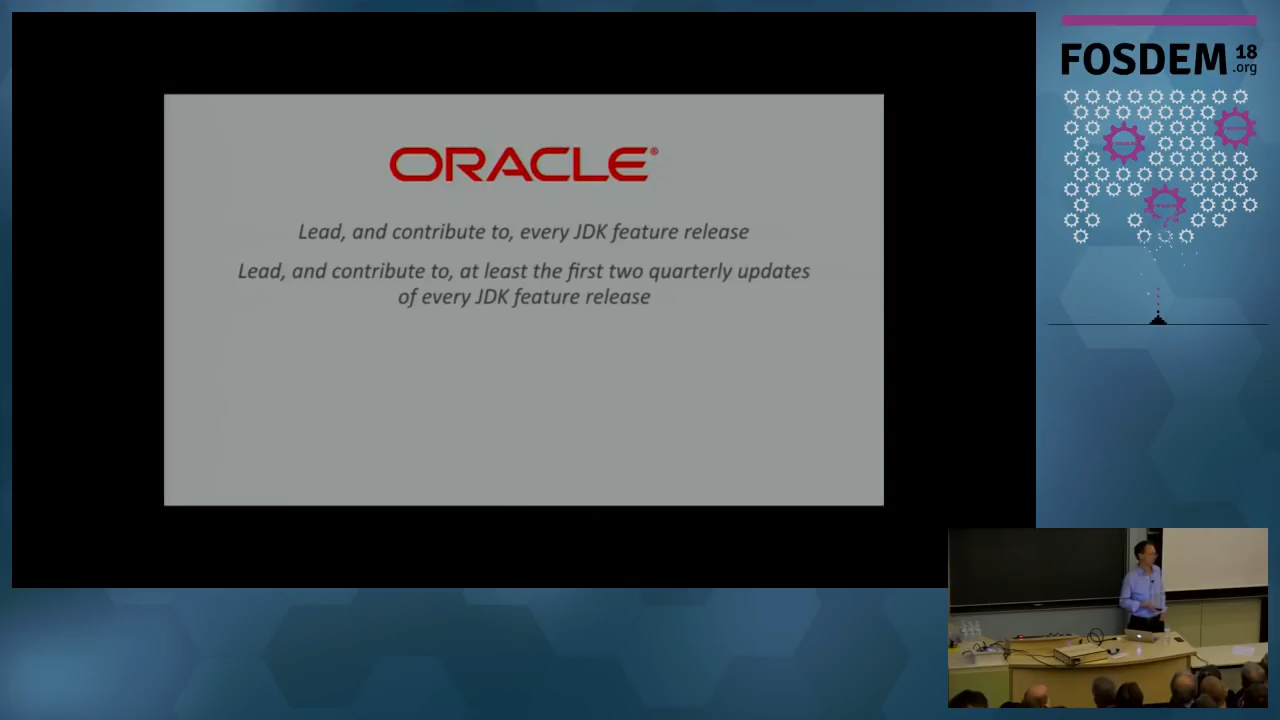 ORACLE®
Lead, and contribute to, every JDK feature release
Lead, and contribute to, at least the first two quarterly updates
of every JDK feature release
FOSDEM 18
.org